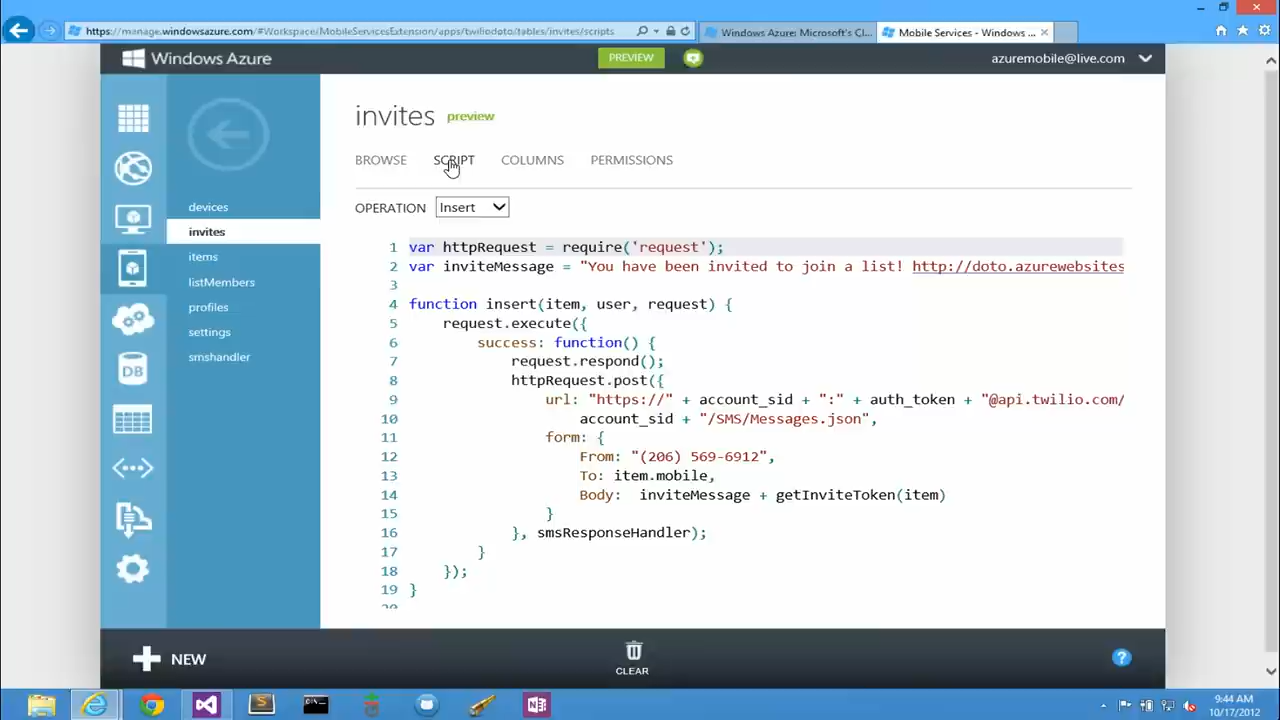 https://manage.windowsazure.com/#Workspace/MobileServicesExtension/apps/twiliodoto/tables/invites/scripts
Windows Azure: Microsoft's Cl...
Mobile Services - Windows ...
Windows Azure
PREVIEW
azuremobile@live.com
invites preview
BROWSE SCRIPT COLUMNS PERMISSIONS
OPERATION Insert
devices
invites
items
listMembers
profiles
settings
smshandler
DB
1 var httpRequest = require('request');
2 var inviteMessage = "You have been invited to join a list! http://doto.azurewebsites
3
4 function insert(item, user, request) {
5 request.execute({
6 success: function() {
7 request.respond();
8 httpRequest.post({
9 url: "https://" + account_sid + ":" + auth_token + "@api.twilio.com/
10 account_sid + "/SMS/Messages.json",
11 form: {
12 From: "(206) 569-6912",
13 To: item.mobile,
14 Body: inviteMessage + getInviteToken(item)
15 }
16 }, smsResponseHandler);
17 }
18 });
19 }
NEW
CLEAR
?
9:44 AM
10/17/2012